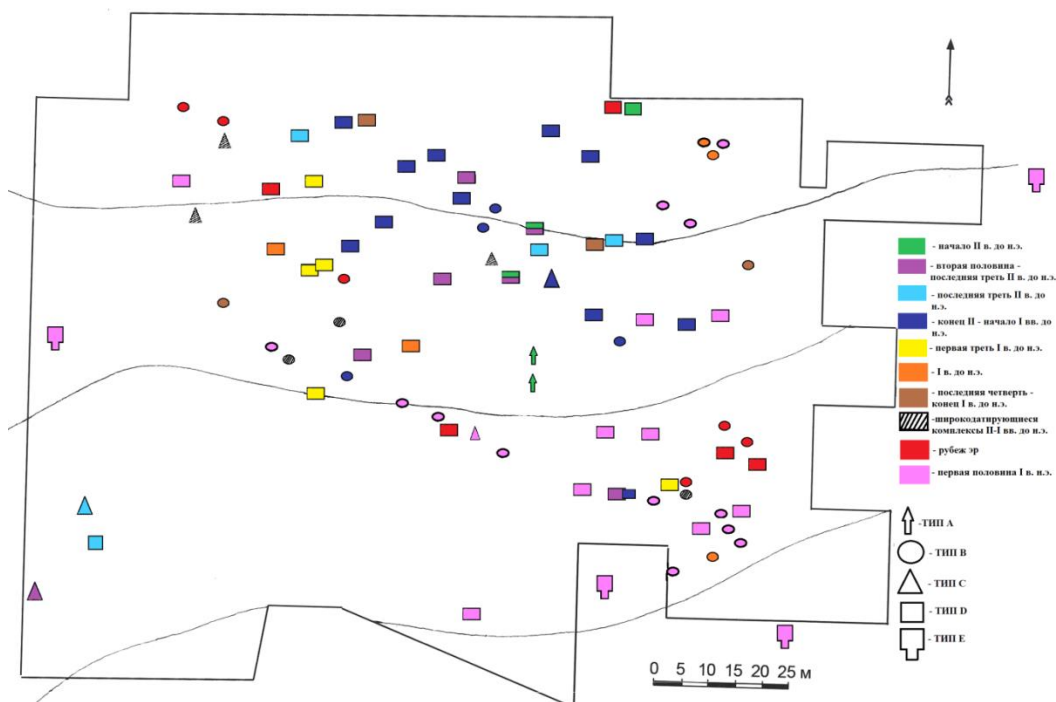 - начало II в. до н.э.
- вторая половина -
последняя треть II в. до н.э.
- последняя треть II в. до
н.э.
- конец II - начало I вв. до н.э.
- первая треть I в. до н.э.
- I в. до н.э.
- последняя четверть -
конец I в. до н.э.
- широкодатирующиеся
комплексы II-I вв. до н.э.
- рубеж эр
- первая половина I в. н.э.
-ТИП A
- ТИП B
- ТИП C
- ТИП D
- ТИП E
0 5 10 15 20 25 м